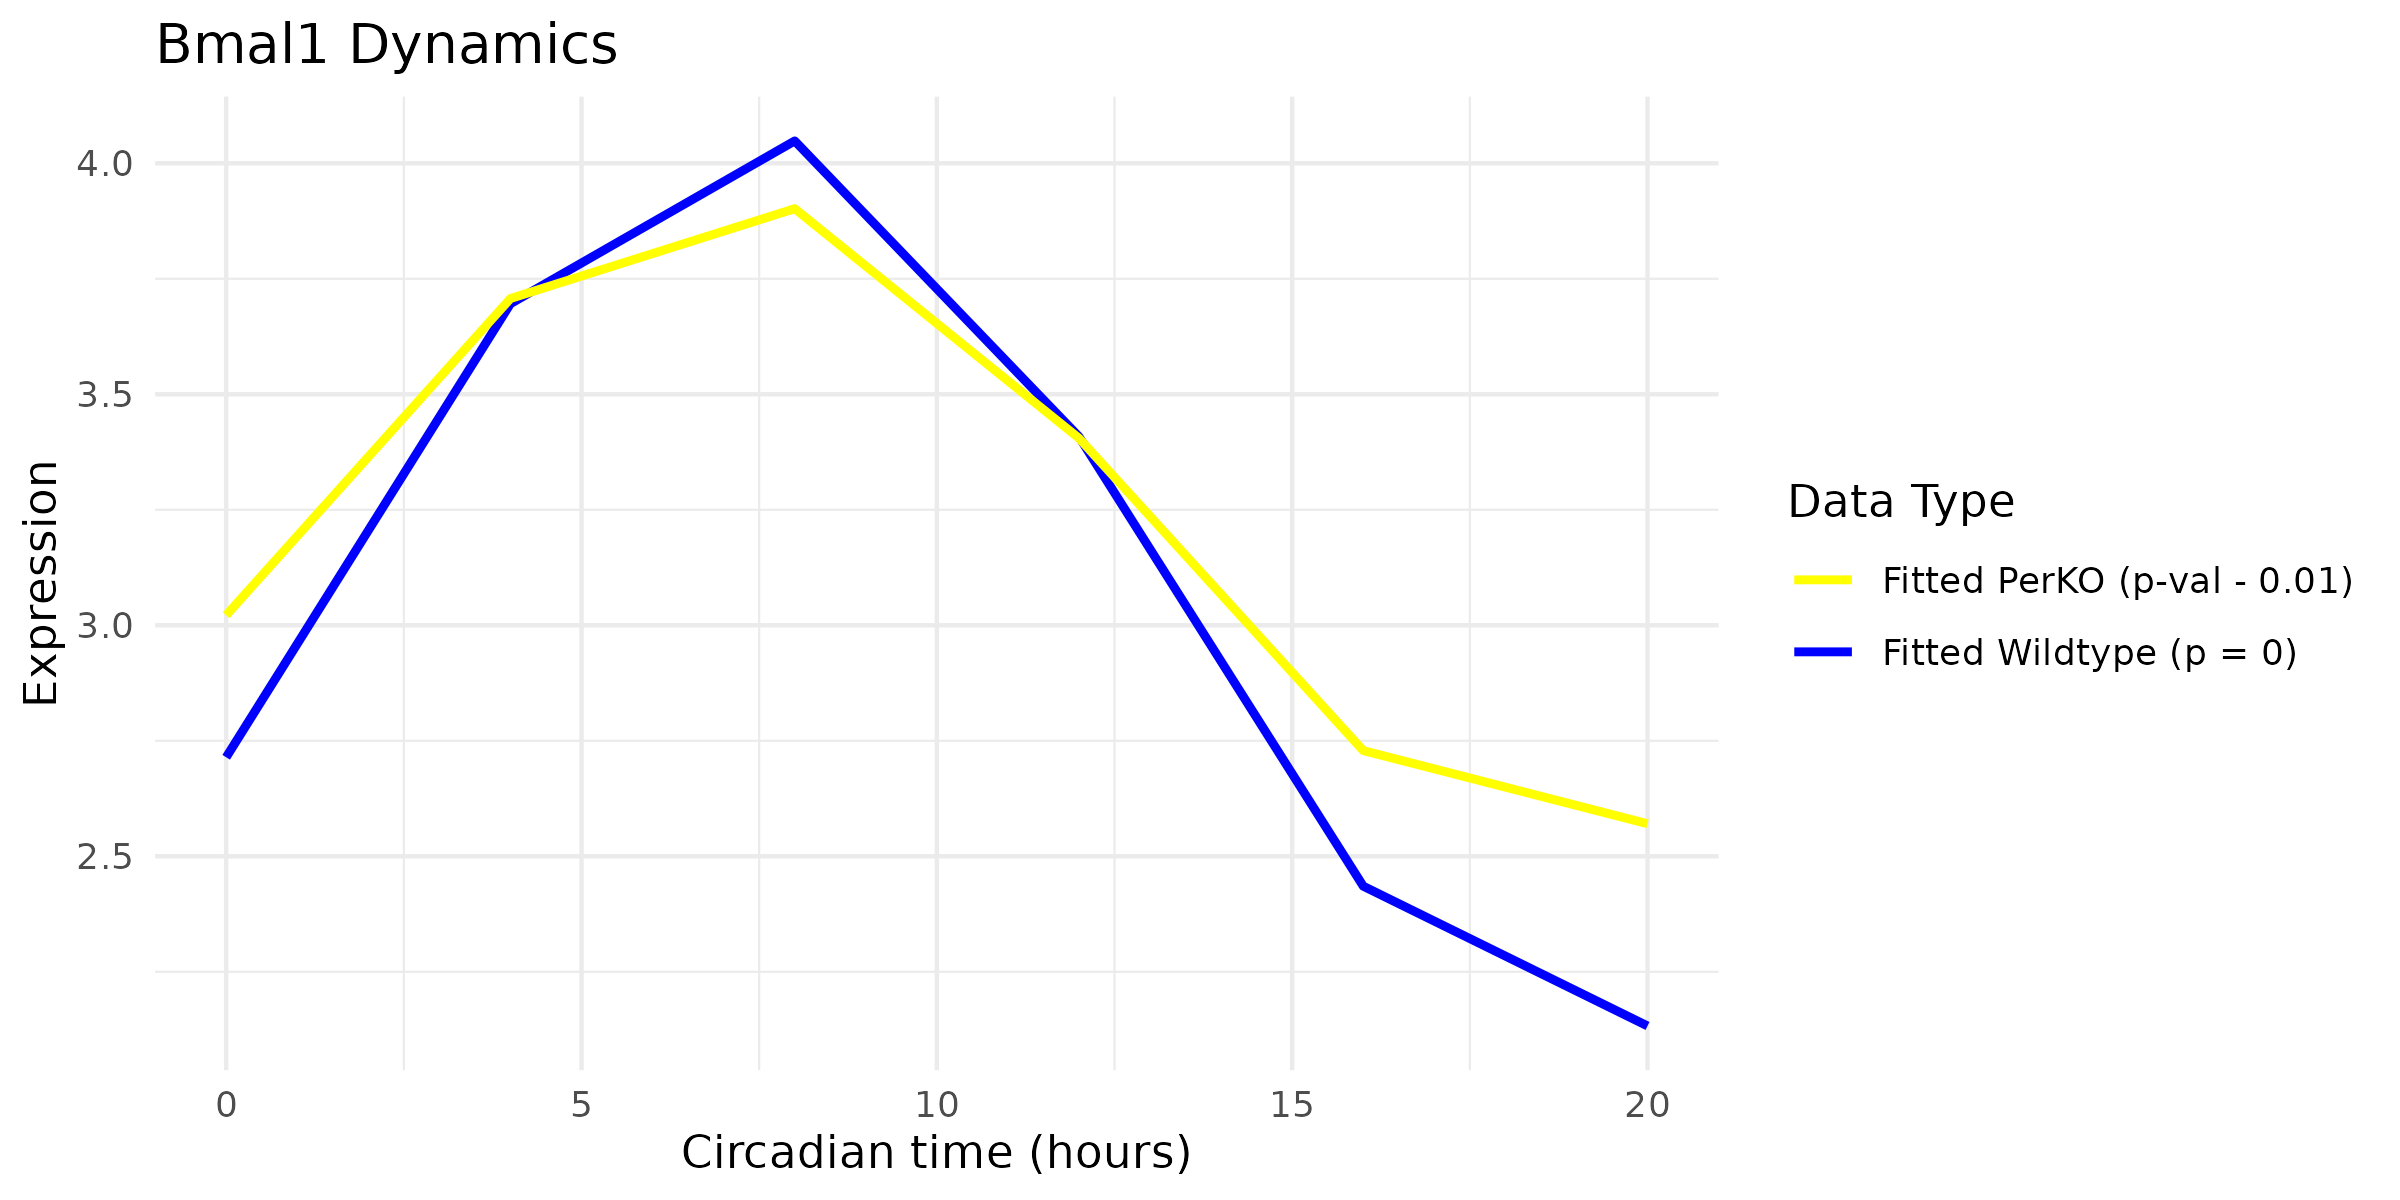 Bmal1 Dynamics
4.0
3.5
3.0
2.5
Expression
0 5 10 15 20
Circadian time (hours)
Data Type
Fitted PerKO (p-val - 0.01)
Fitted Wildtype (p = 0)